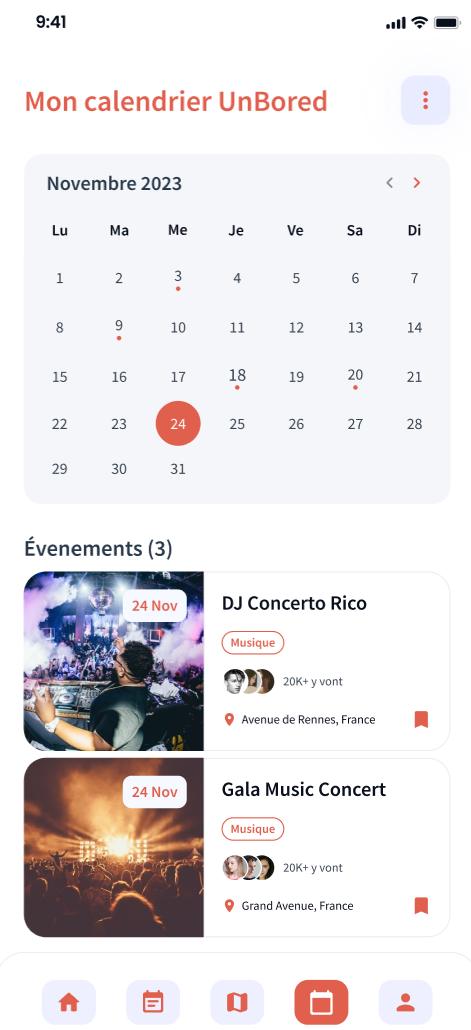 9:41
Mon calendrier UnBored
Novembre 2023
Lu Ma Me Je Ve Sa Di
1 2 3 4 5 6 7
8 9 10 11 12 13 14
15 16 17 18 19 20 21
22 23 24 25 26 27 28
29 30 31
Évenements (3)
24 Nov
DJ Concerto Rico
Musique
20K+ y vont
Avenue de Rennes, France
24 Nov
Gala Music Concert
Musique
20K+ y vont
Grand Avenue, France